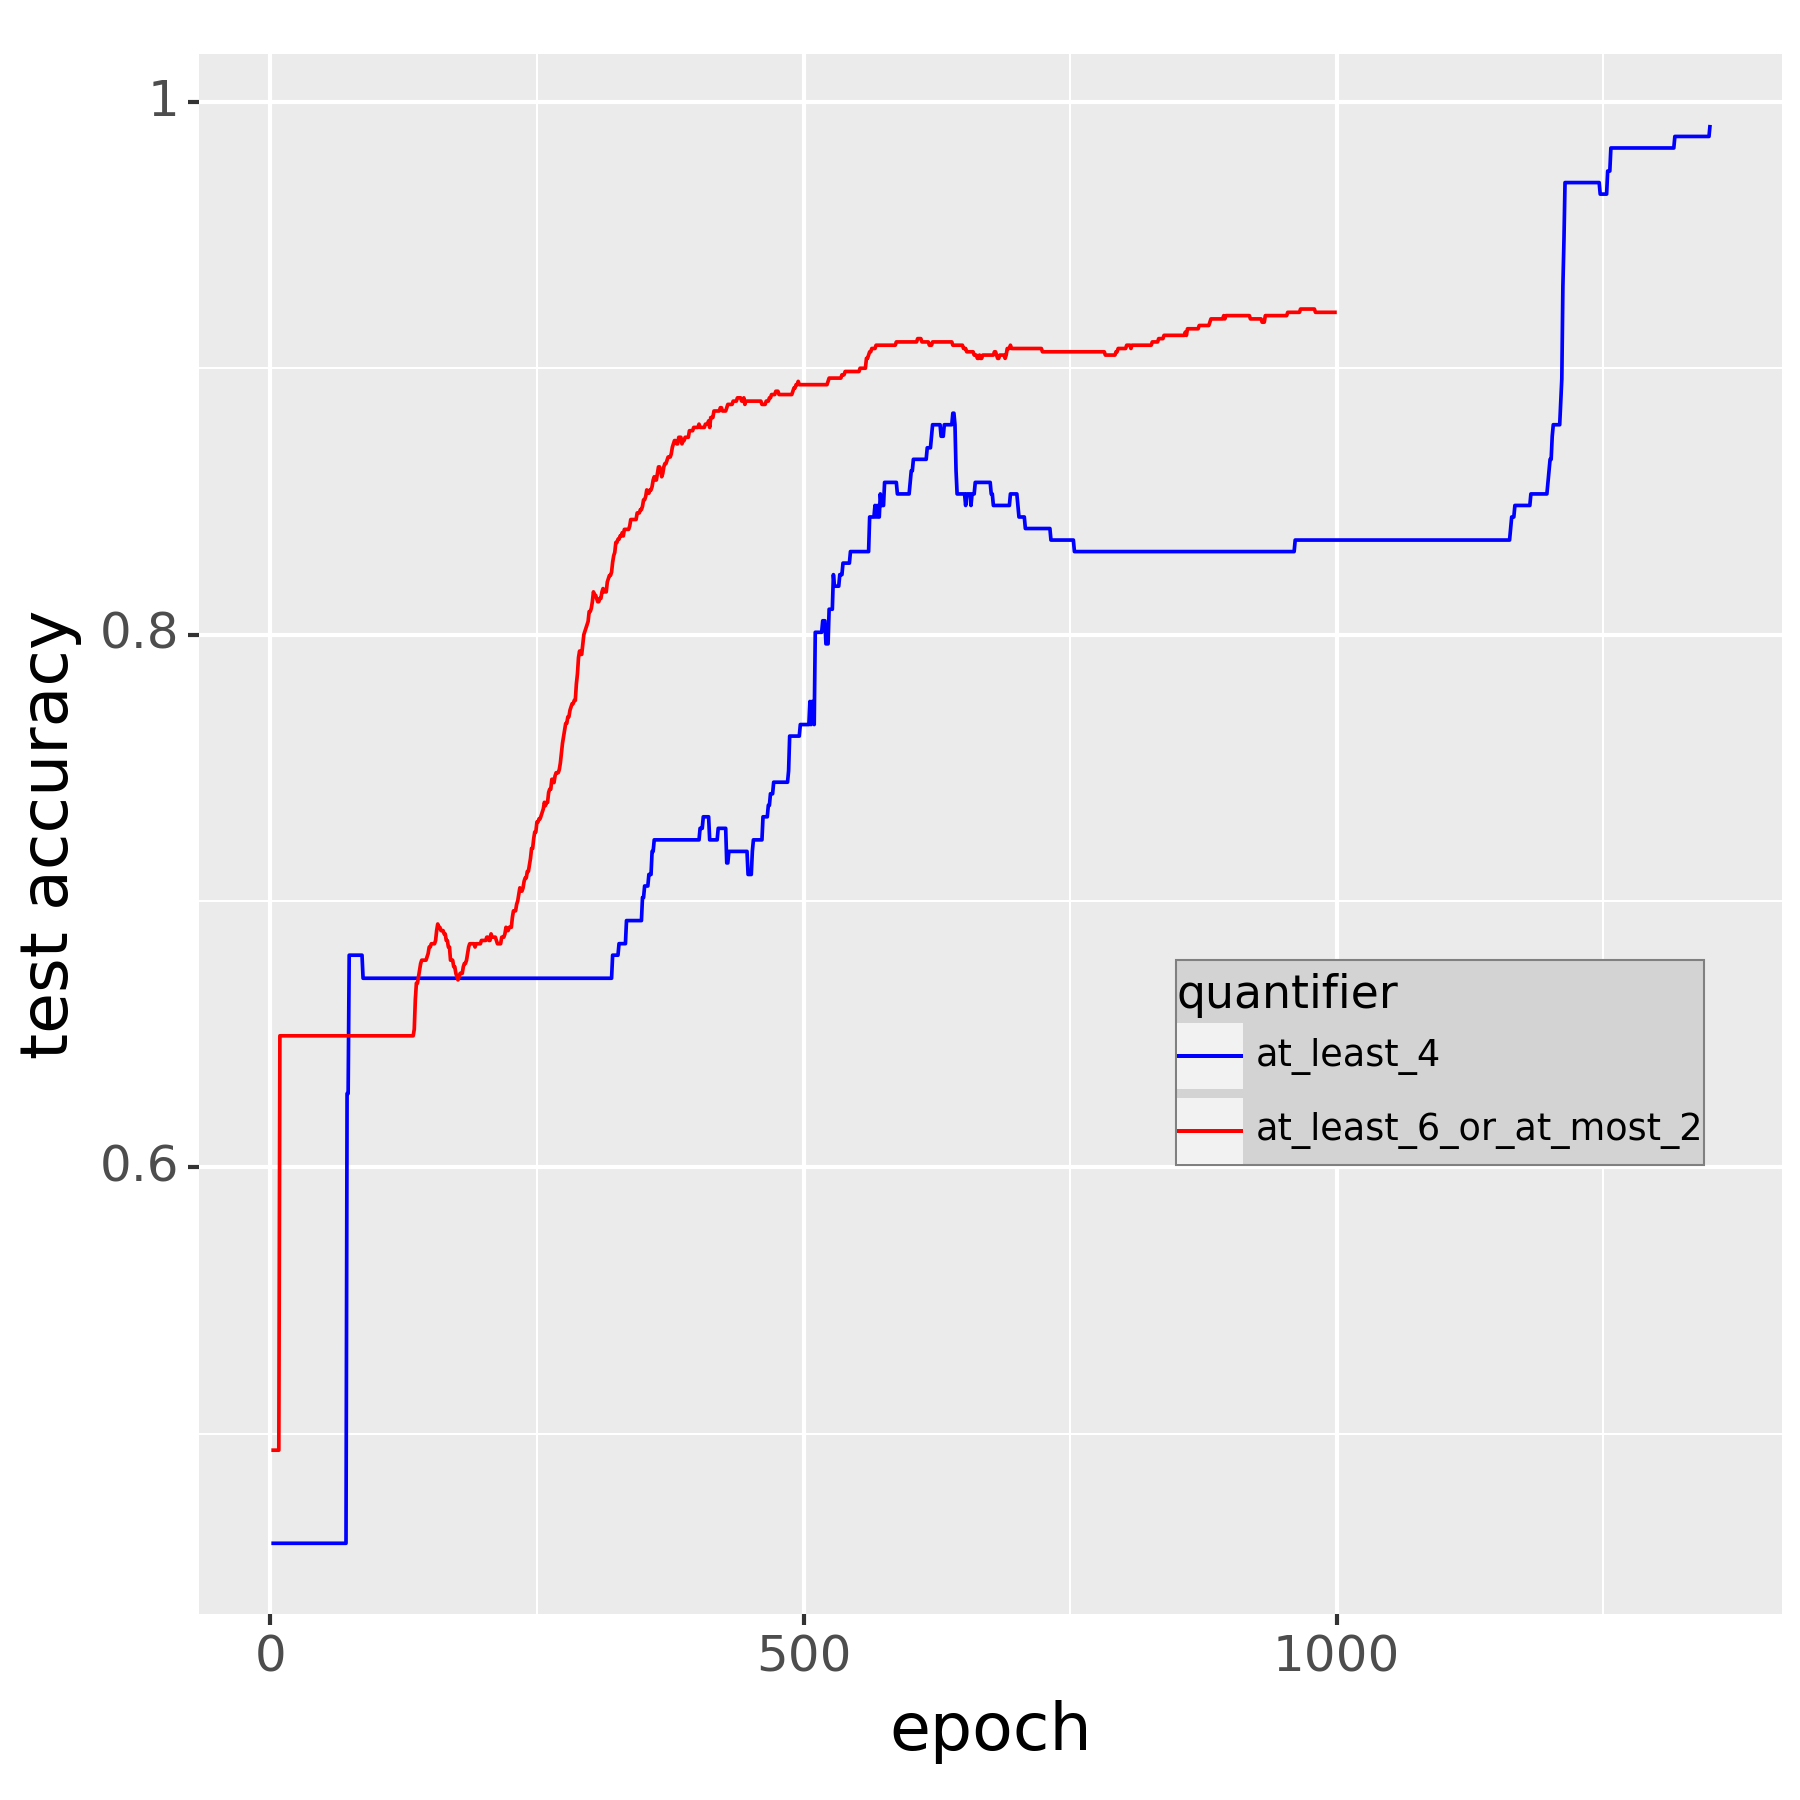 test accuracy
1
0.8
0.6
quantifier
at_least_4
at_least_6_or_at_most_2
0 500 1000
epoch